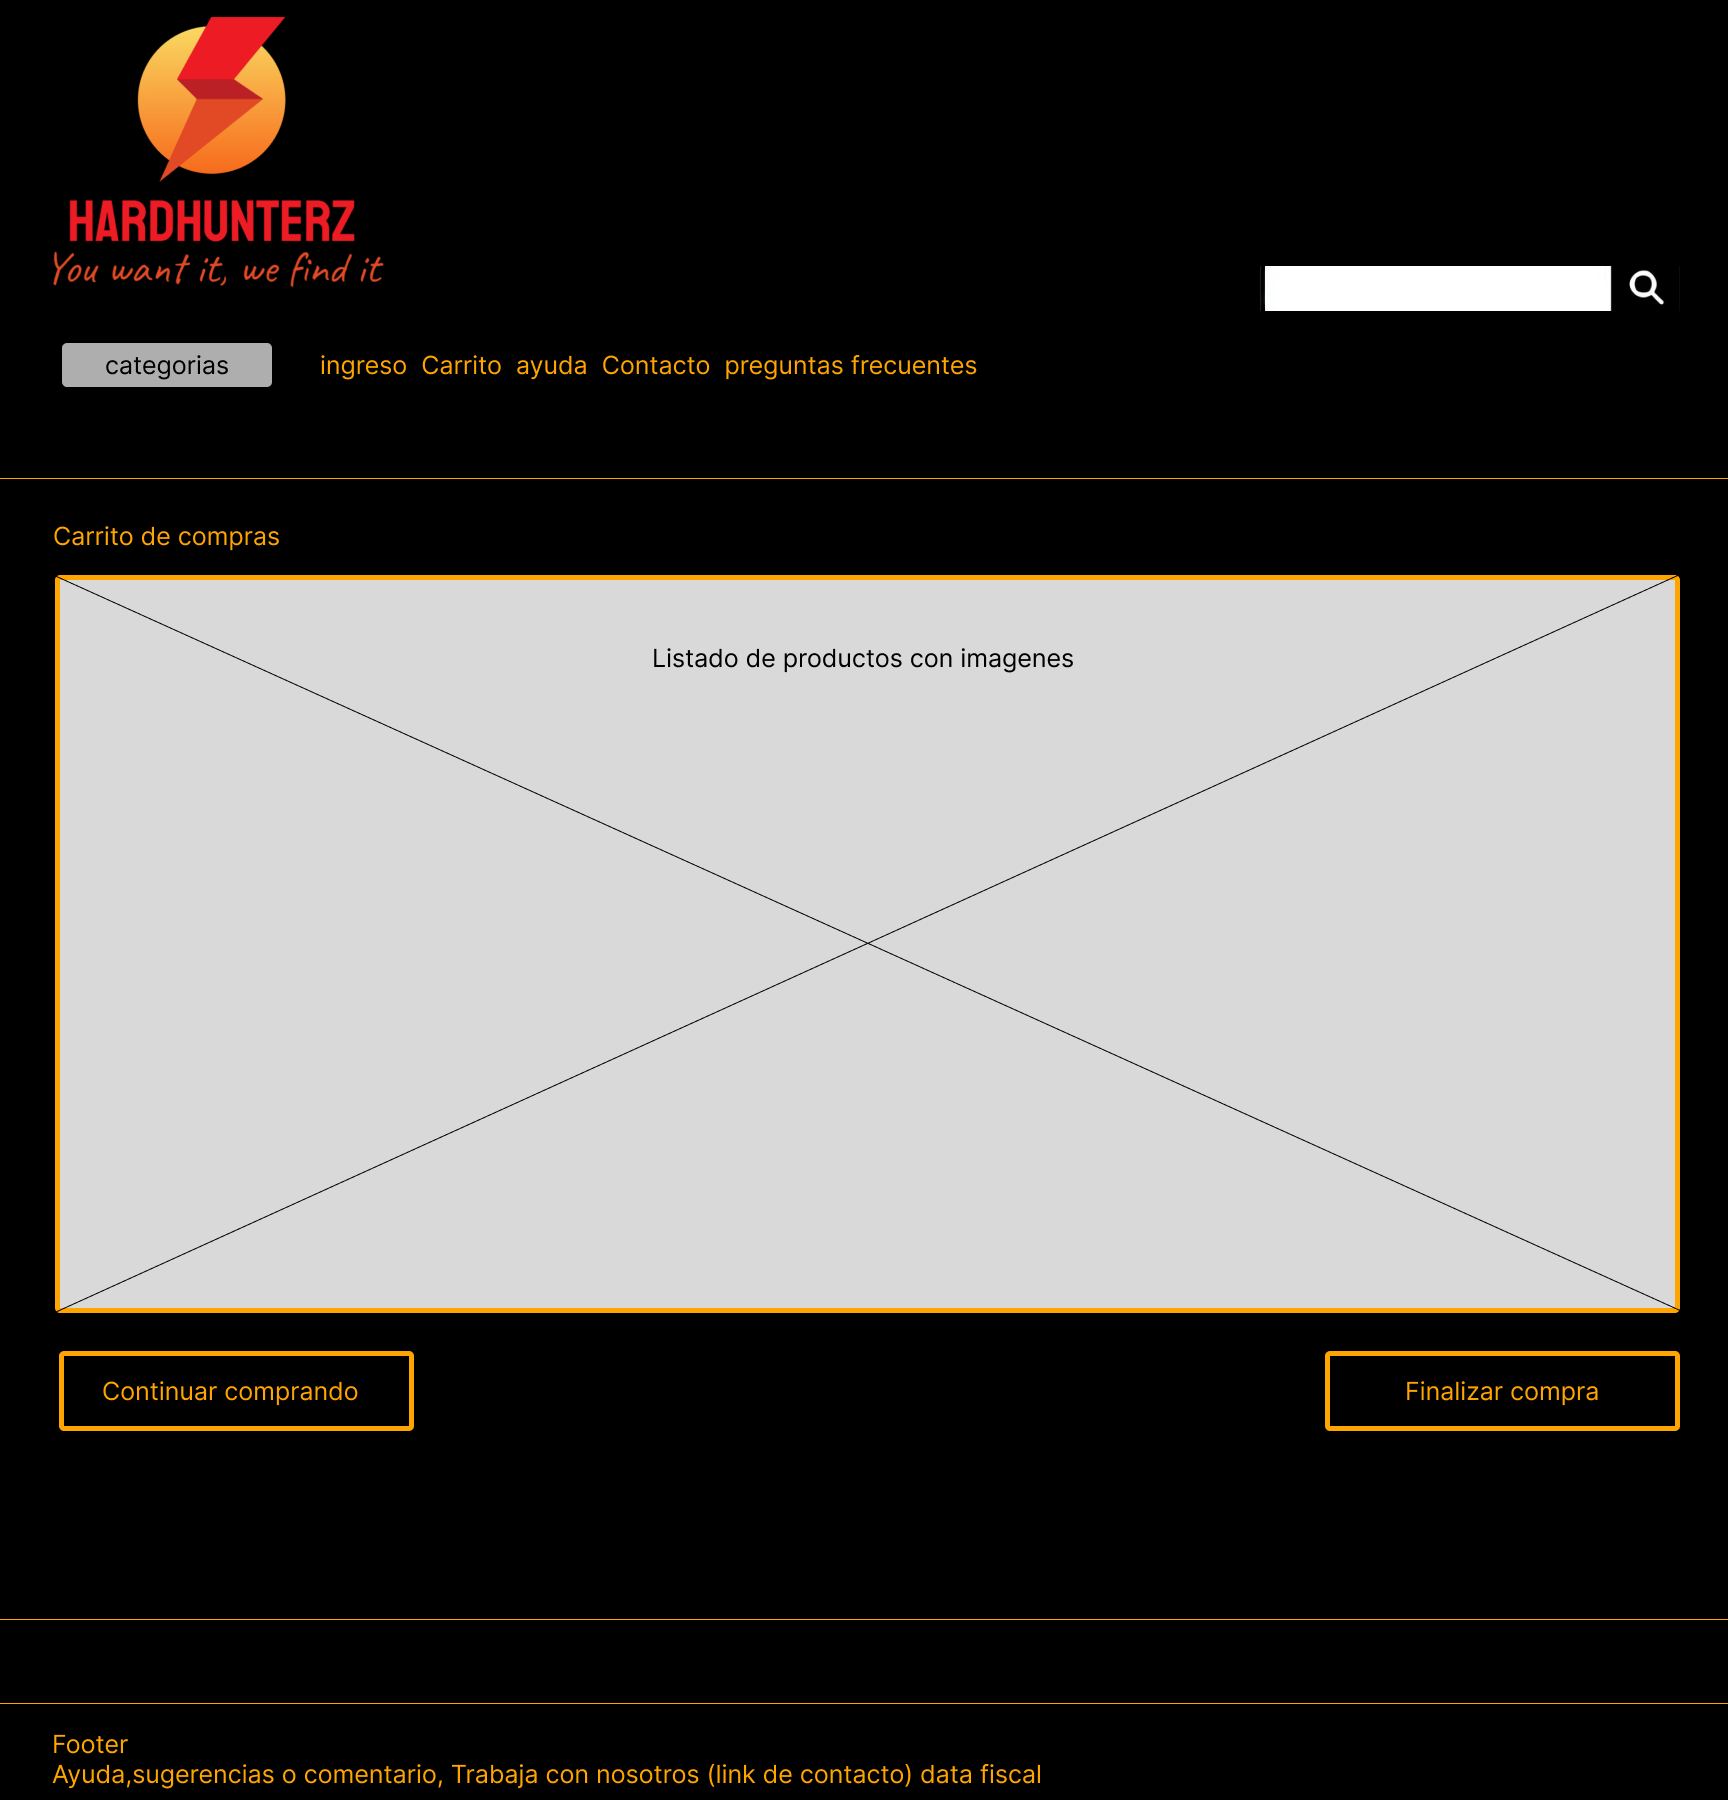 HARDHUNTERZ
You want it, we find it
categorias
ingreso Carrito ayuda Contacto preguntas frecuentes
Carrito de compras
Listado de productos con imagenes
Continuar comprando
Finalizar compra
Footer
Ayuda,sugerencias o comentario, Trabaja con nosotros (link de contacto) data fiscal